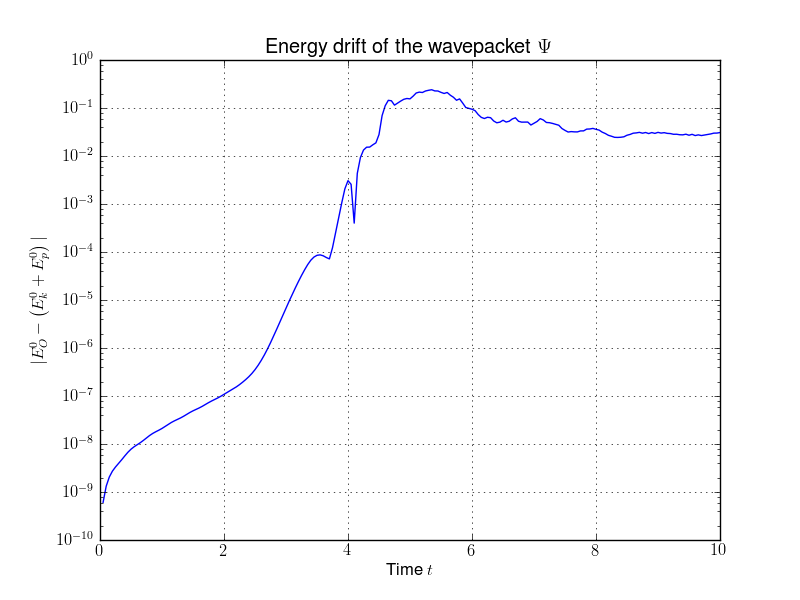 Energy drift of the wavepacket Ψ
10⁰
10⁻¹
10⁻²
10⁻³
10⁻⁴
10⁻⁵
10⁻⁶
10⁻⁷
10⁻⁸
10⁻⁹
10⁻¹⁰
|E_O^0 − (E_k^0 + E_p^0) |
0 2 4 6 8 10
Time t